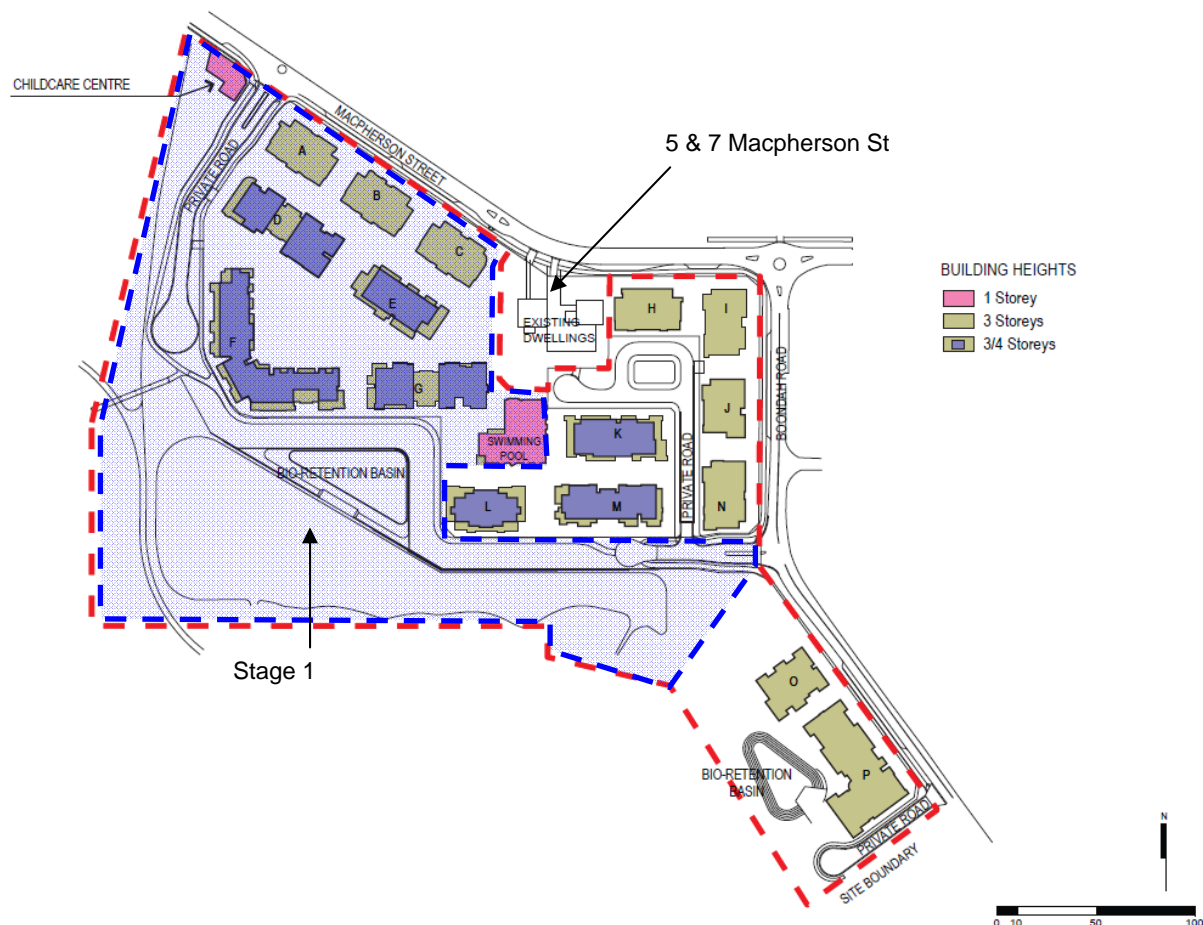 CHILDCARE CENTRE
MACPHERSON STREET
5 & 7 Macpherson St
PRIVATE ROAD
A
B
C
D
E
F
G
EXISTING
DWELLINGS
H
I
J
K
L
M
N
BOONDAH ROAD
PRIVATE ROAD
SWIMMING
POOL
BIO-RETENTION BASIN
Stage 1
BUILDING HEIGHTS
1 Storey
3 Storeys
3/4 Storeys
O
P
BIO-RETENTION
BASIN
PRIVATE ROAD
SITE BOUNDARY
N
0 10 50 100